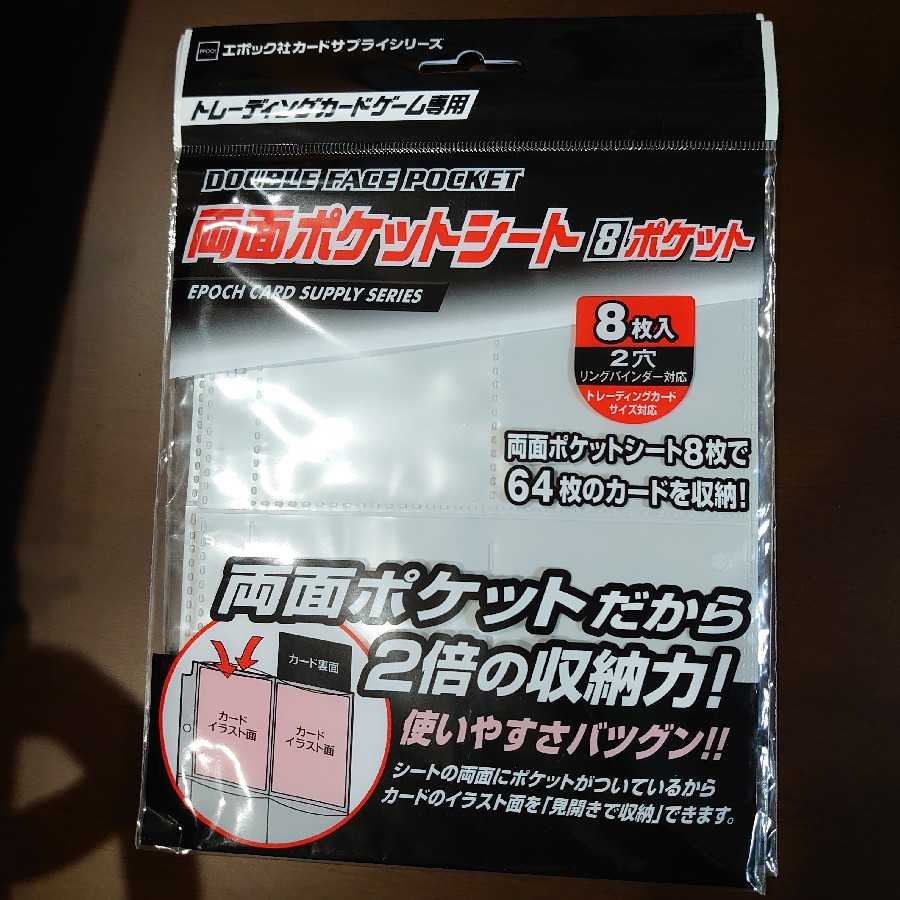 EPOCH エポック社カードサプライシリーズ
トレーディングカードゲーム専用
DOUBLE FACE POCKET
両面ポケットシート 8 ポケット
EPOCH CARD SUPPLY SERIES
8枚入
2穴
リングバインダー対応
トレーディングカード
サイズ対応
両面ポケットシート8枚で
64枚のカードを収納!
両面ポケットだから
2倍の収納力!
カード裏面
カード
イラスト面
カード
イラスト面
使いやすさバツグン!!
シートの両面にポケットがついているから
カードのイラスト面を「見開きで収納」できます。